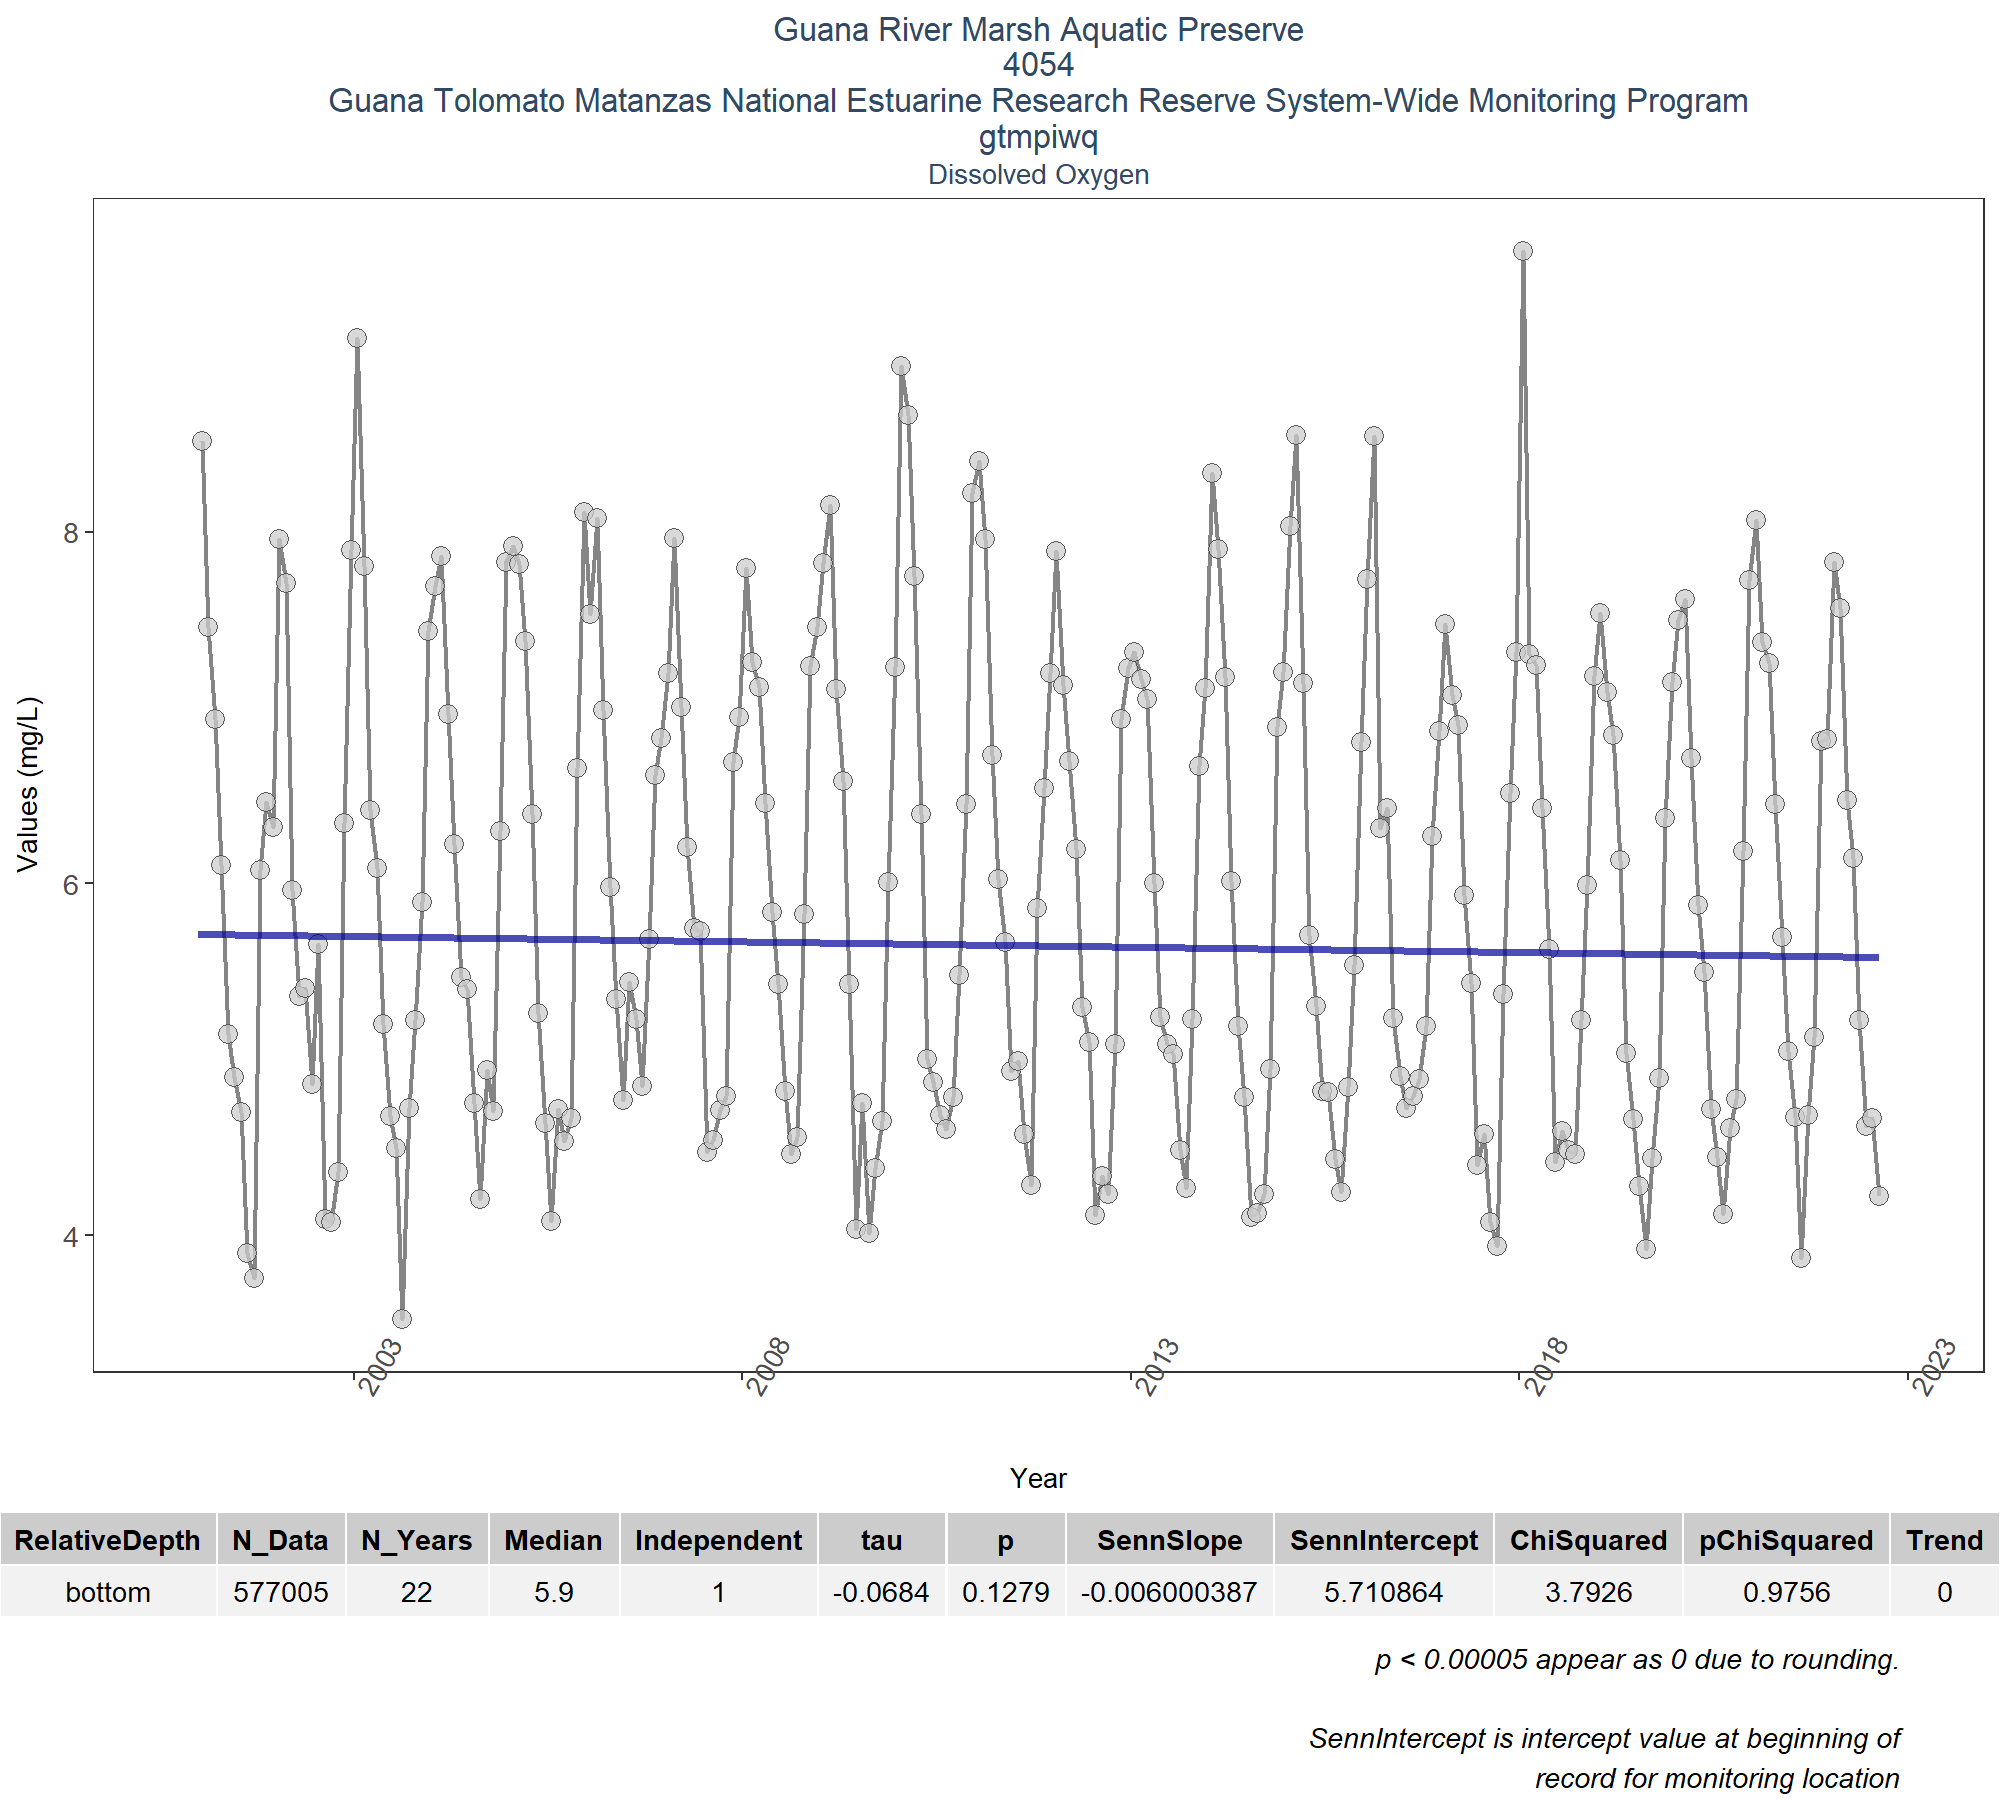 Guana River Marsh Aquatic Preserve
4054
Guana Tolomato Matanzas National Estuarine Research Reserve System-Wide Monitoring Program
gtmpiwq
Dissolved Oxygen
Values (mg/L)
8
6
4
2003 2008 2013 2018 2023
Year
RelativeDepth N_Data N_Years Median Independent tau p SennSlope SennIntercept ChiSquared pChiSquared Trend
bottom 577005 22 5.9 1 -0.0684 0.1279 -0.006000387 5.710864 3.7926 0.9756 0
p < 0.00005 appear as 0 due to rounding.
SennIntercept is intercept value at beginning of
record for monitoring location